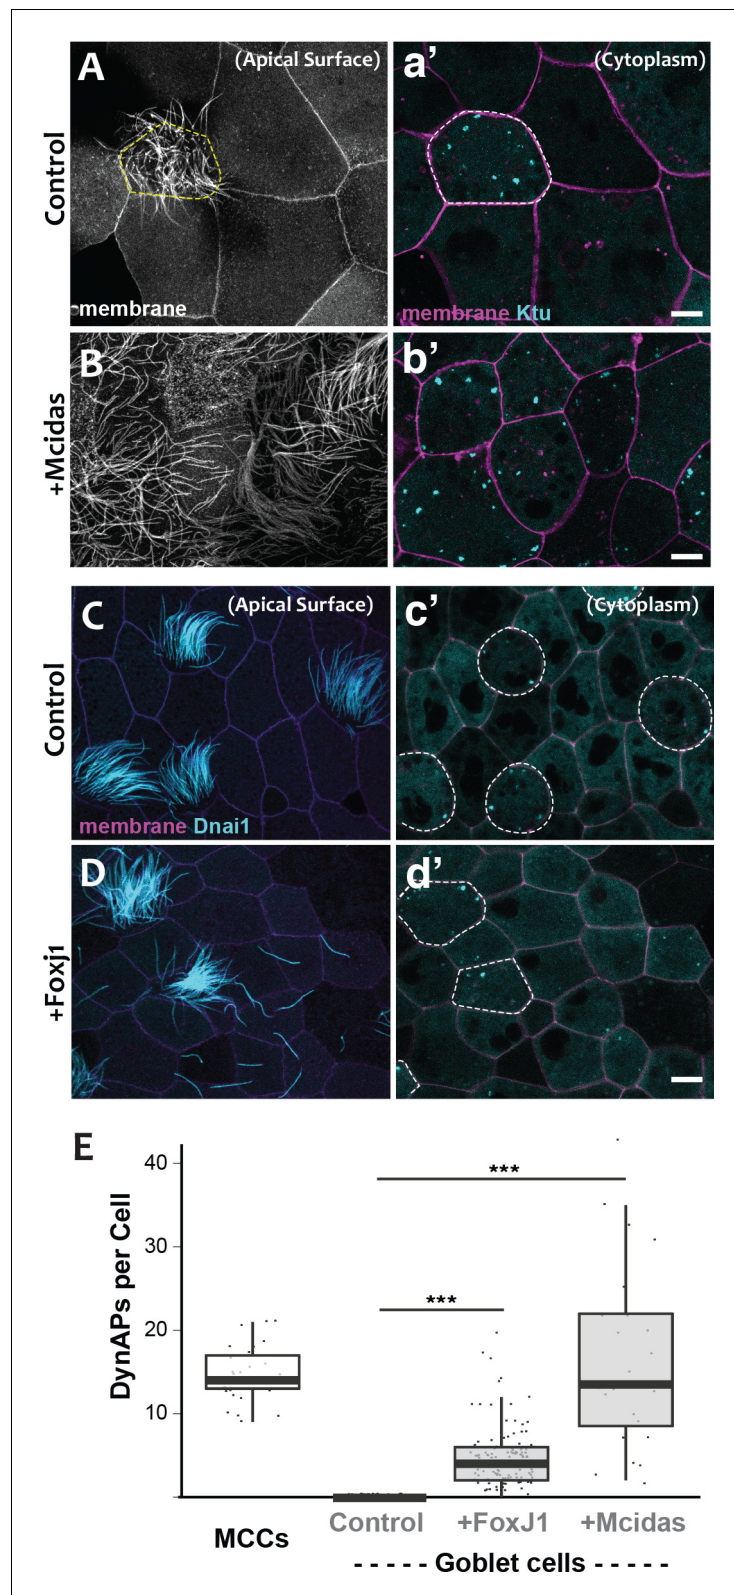 A
(Apical Surface)
a'
(Cytoplasm)
Control
membrane
membrane Ktu
B
b'
+Mcidas
C
(Apical Surface)
c'
(Cytoplasm)
Control
membrane Dnai1
D
d'
+Foxj1
E
DynAPs per Cell
40
30
20
10
***
***
MCCs
Control
+FoxJ1
+Mcidas
- - - - - Goblet cells - - - - -